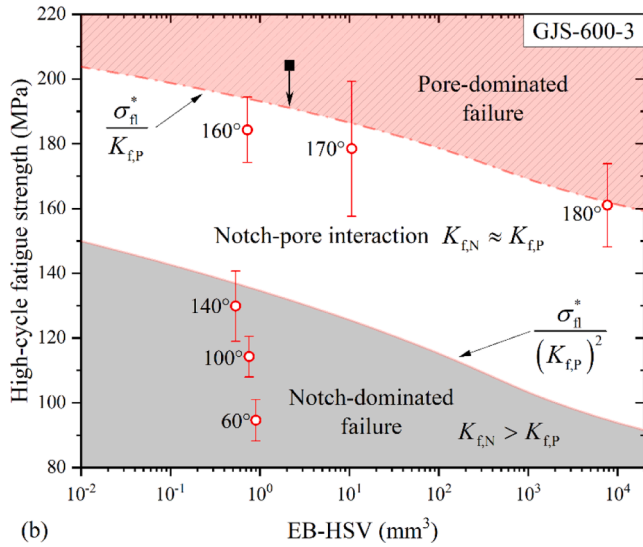 220
200
180
160
140
120
100
80
High-cycle fatigue strength (MPa)
GJS-600-3
Pore-dominated
failure
σ*fl
Kf,P
160°
170°
180°
Notch-pore interaction Kf,N ≈ Kf,P
140°
100°
60°
σ*fl
(Kf,P)²
Notch-dominated
failure
Kf,N > Kf,P
10⁻² 10⁻¹ 10⁰ 10¹ 10² 10³ 10⁴
(b) EB-HSV (mm³)